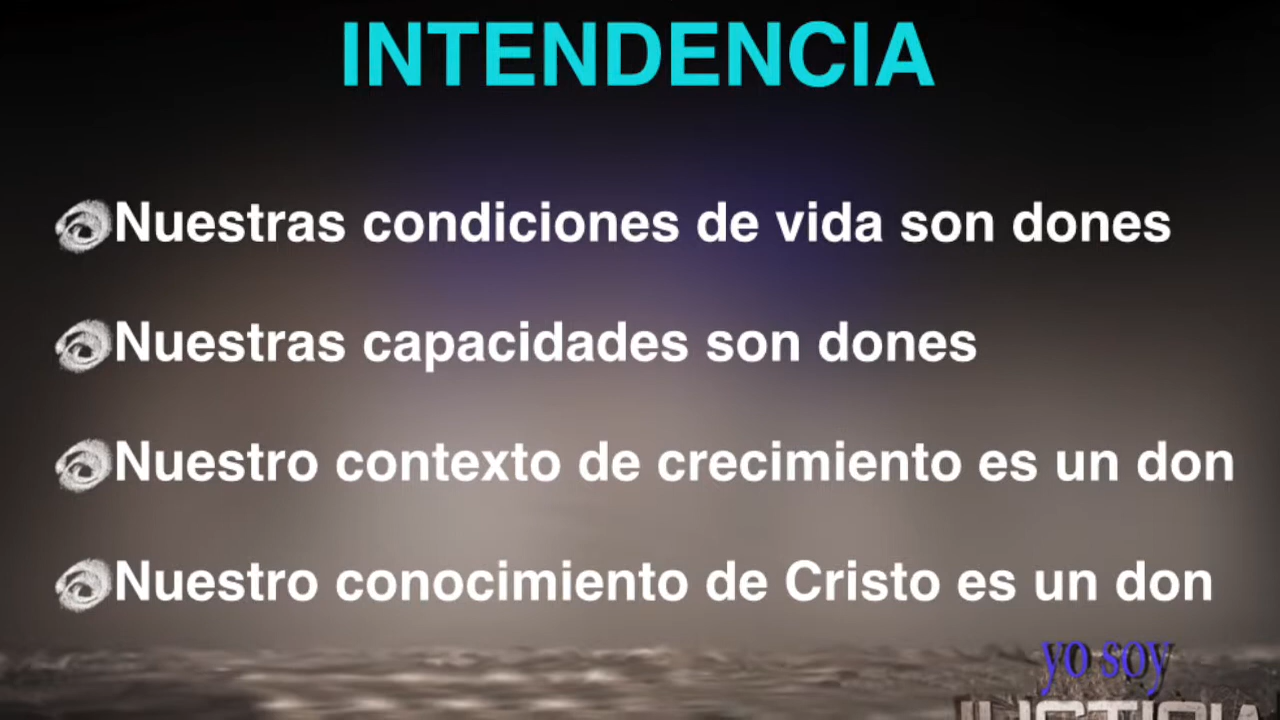 INTENDENCIA
Nuestras condiciones de vida son dones
Nuestras capacidades son dones
Nuestro contexto de crecimiento es un don
Nuestro conocimiento de Cristo es un don
yo soy